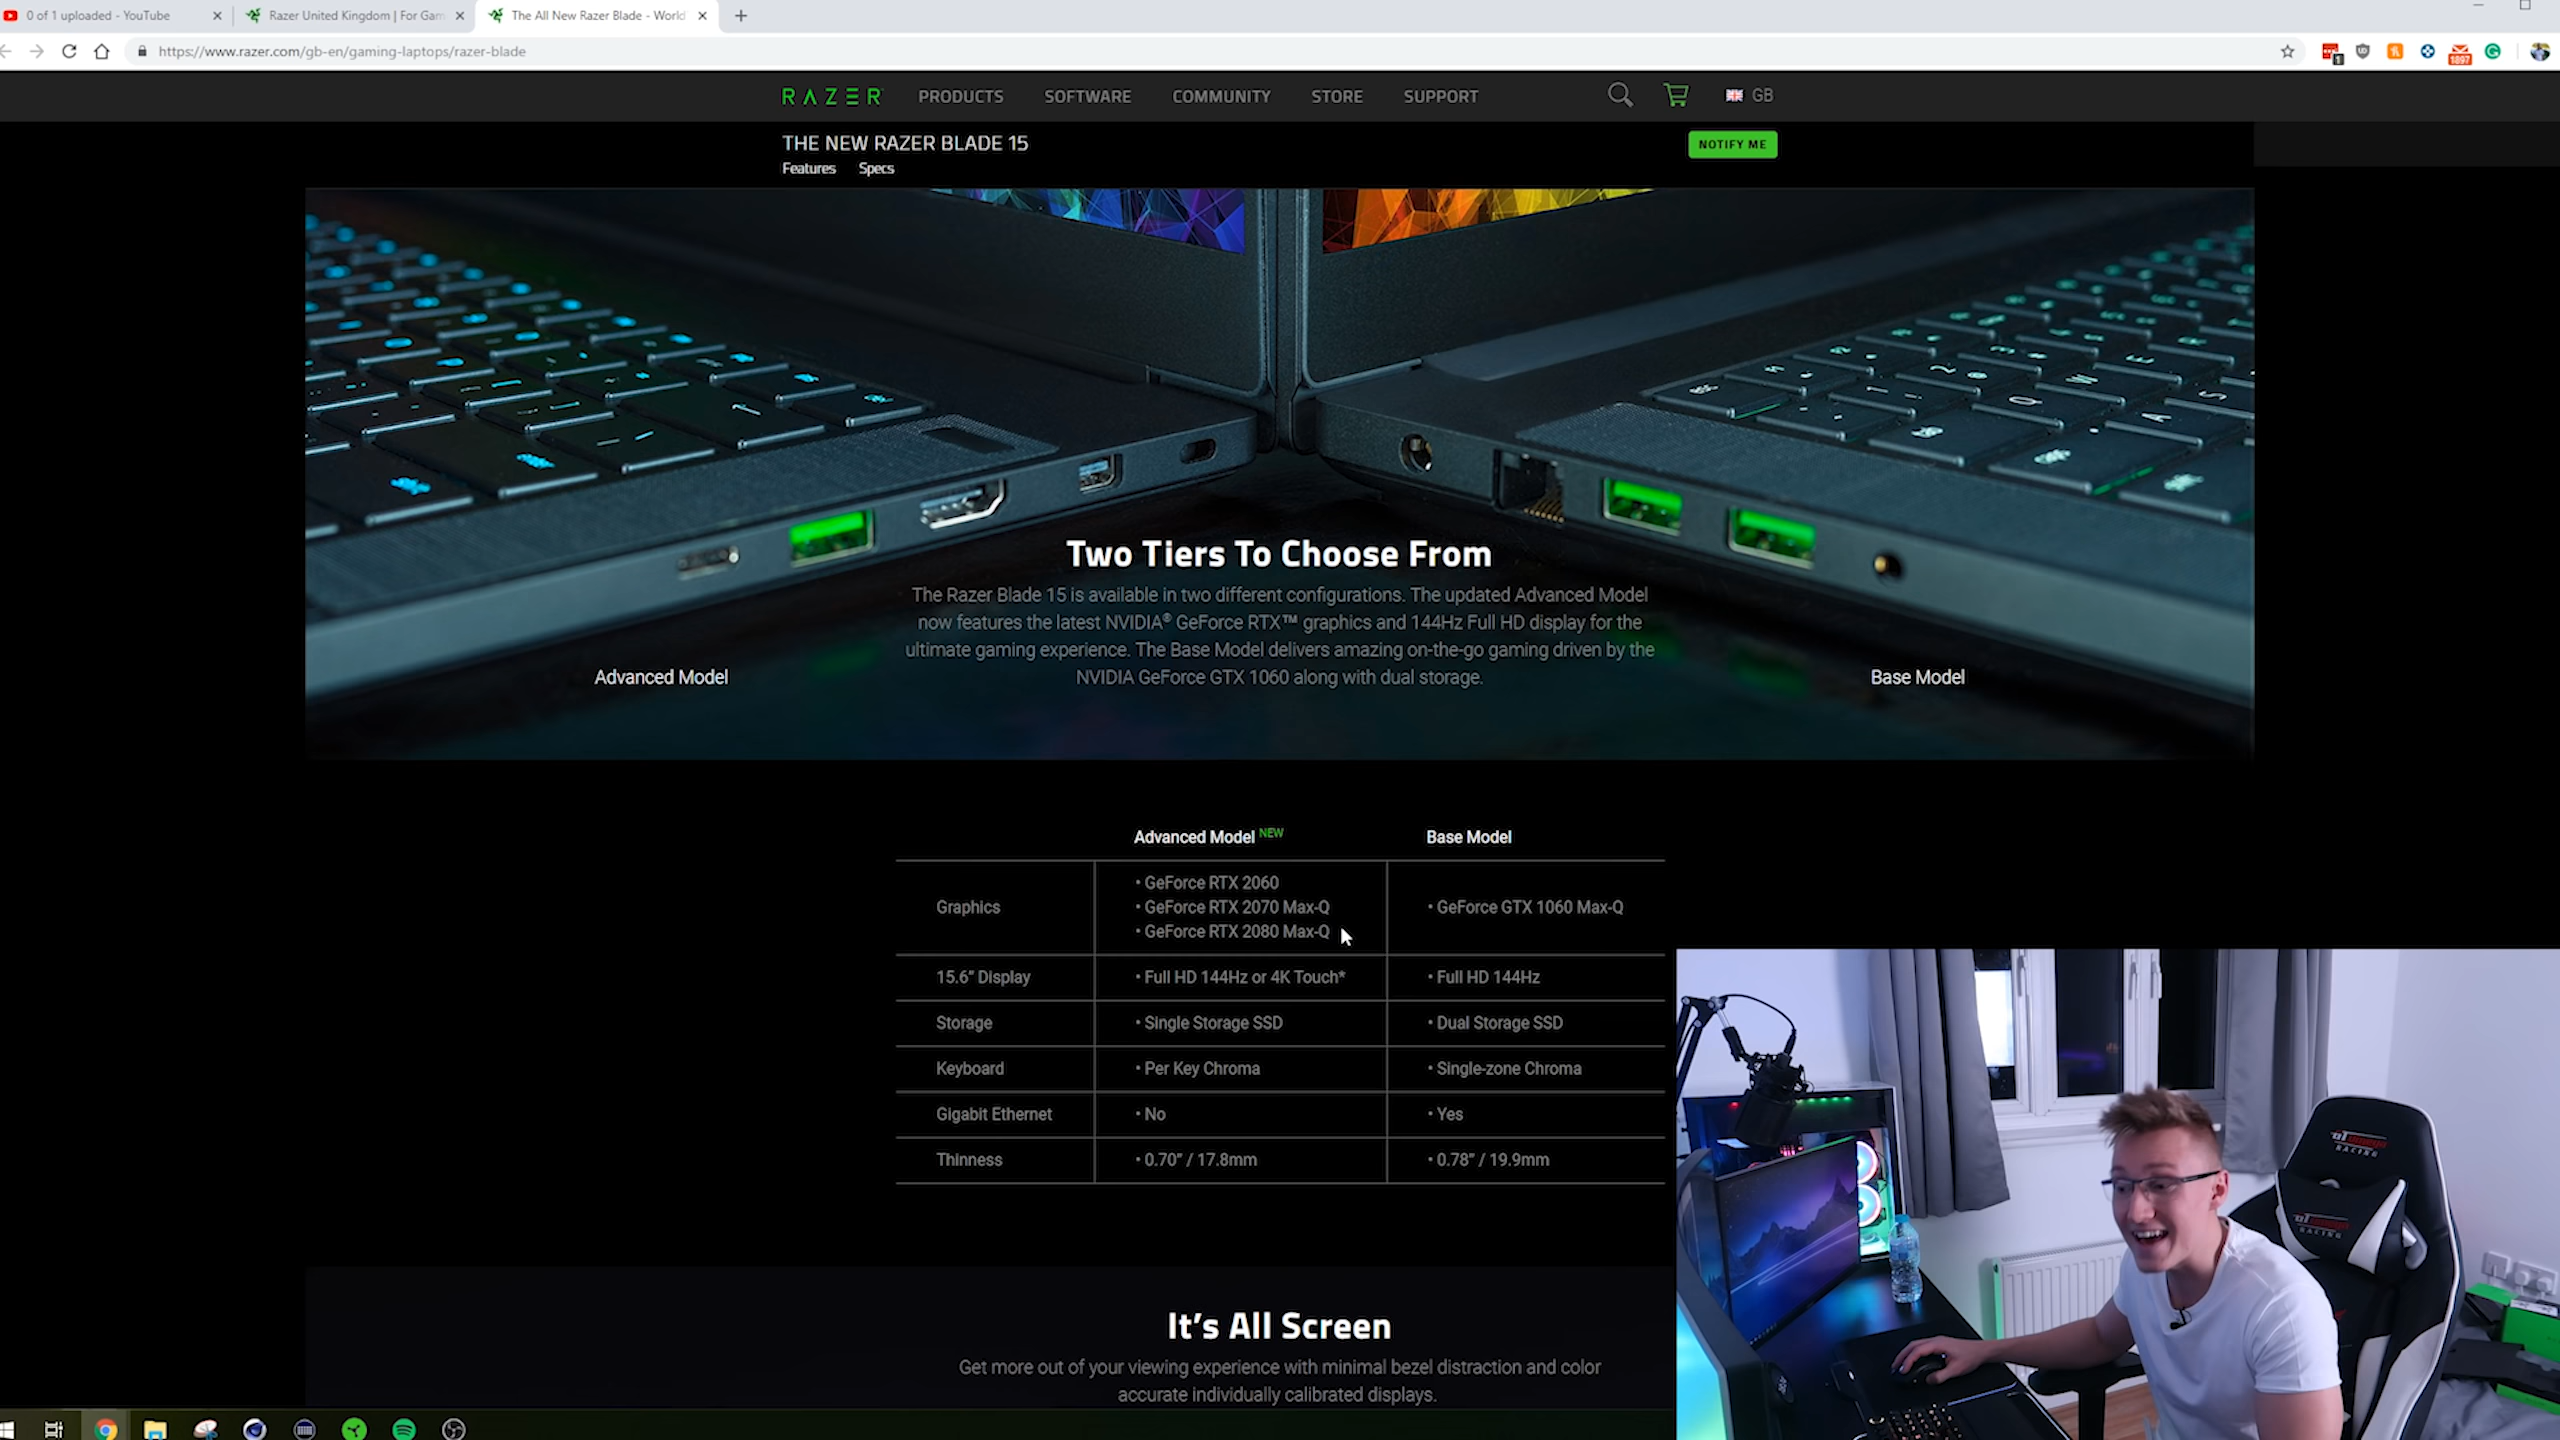 0 of 1 uploaded - YouTube
Razer United Kingdom | For Gam
The All New Razer Blade - World
https://www.razer.com/gb-en/gaming-laptops/razer-blade
1
1897
RAZER PRODUCTS SOFTWARE COMMUNITY STORE SUPPORT GB
THE NEW RAZER BLADE 15
NOTIFY ME
Features Specs
Two Tiers To Choose From
The Razer Blade 15 is available in two different configurations. The updated Advanced Model
now features the latest NVIDIA® GeForce RTX™ graphics and 144Hz Full HD display for the
ultimate gaming experience. The Base Model delivers amazing on-the-go gaming driven by the
NVIDIA GeForce GTX 1060 along with dual storage.
Advanced Model
Base Model
Advanced Model NEW Base Model
Graphics
• GeForce RTX 2060
• GeForce RTX 2070 Max-Q
• GeForce RTX 2080 Max-Q
• GeForce GTX 1060 Max-Q
15.6” Display • Full HD 144Hz or 4K Touch* • Full HD 144Hz
Storage • Single Storage SSD • Dual Storage SSD
Keyboard • Per Key Chroma • Single-zone Chroma
Gigabit Ethernet • No • Yes
Thinness • 0.70” / 17.8mm • 0.78” / 19.9mm
It’s All Screen
Get more out of your viewing experience with minimal bezel distraction and color
accurate individually calibrated displays.
RACING
RACING